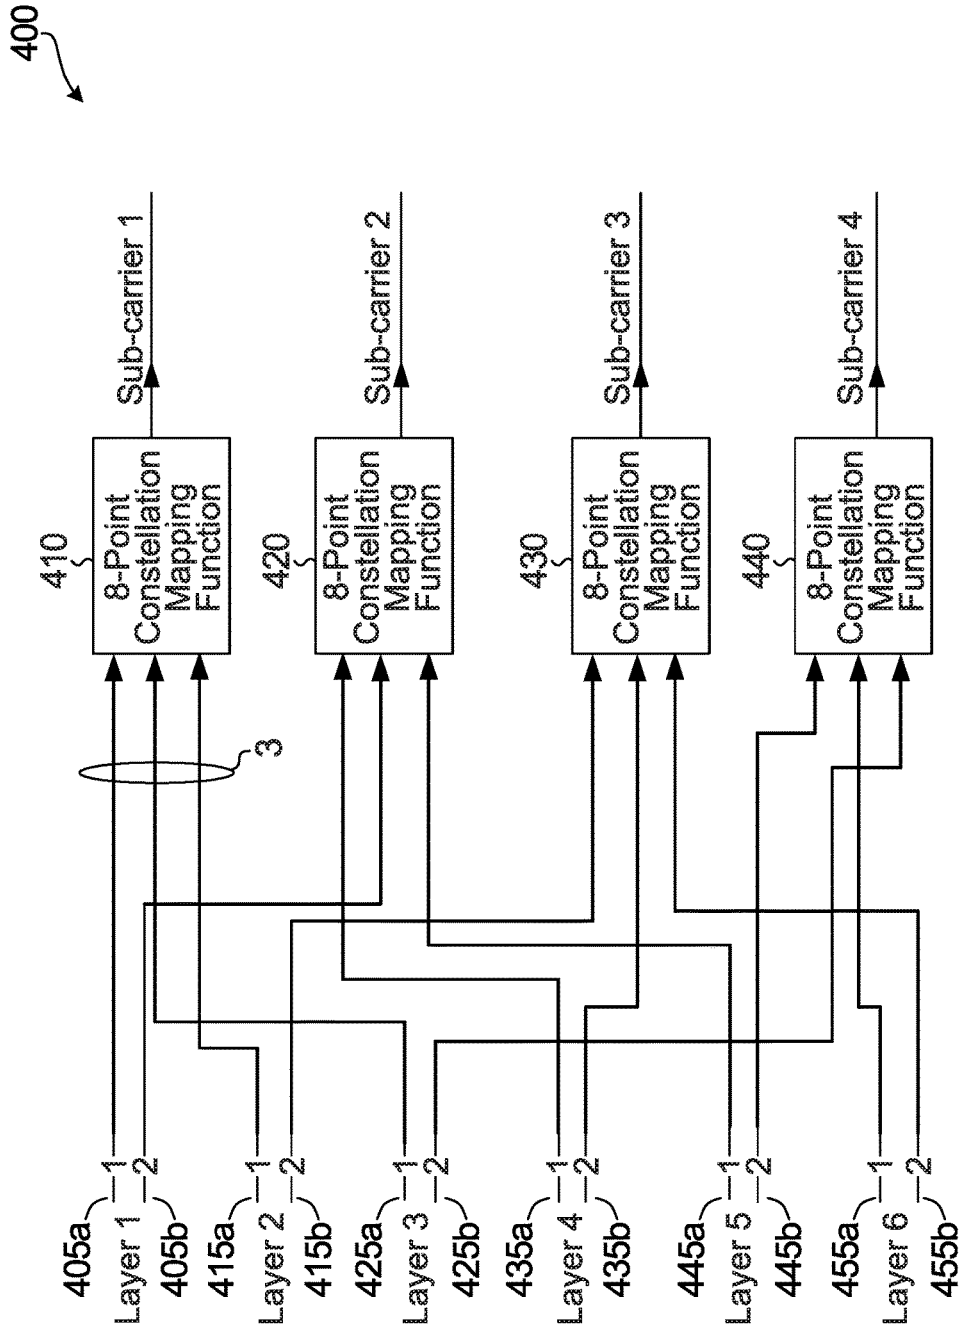 400
Layer 1
405a
405b
1
2
Layer 2
415a
415b
1
2
Layer 3
425a
425b
1
2
Layer 4
435a
435b
1
2
Layer 5
445a
445b
1
2
Layer 6
455a
455b
1
2
3
410
8-Point
Constellation
Mapping
Function
Sub-carrier 1
420
8-Point
Constellation
Mapping
Function
Sub-carrier 2
430
8-Point
Constellation
Mapping
Function
Sub-carrier 3
440
8-Point
Constellation
Mapping
Function
Sub-carrier 4